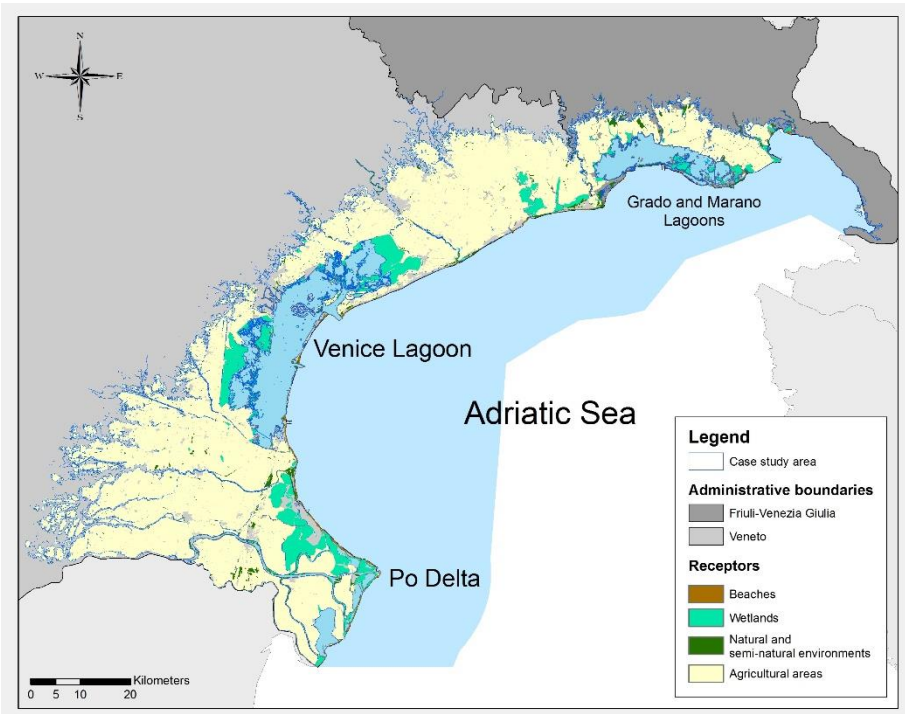 N
W
E
S
Grado and Marano
Lagoons
Venice Lagoon
Adriatic Sea
Po Delta
Legend
Case study area
Administrative boundaries
Friuli-Venezia Giulia
Veneto
Receptors
Beaches
Wetlands
Natural and
semi-natural environments
Agricultural areas
Kilometers
0 5 10 20